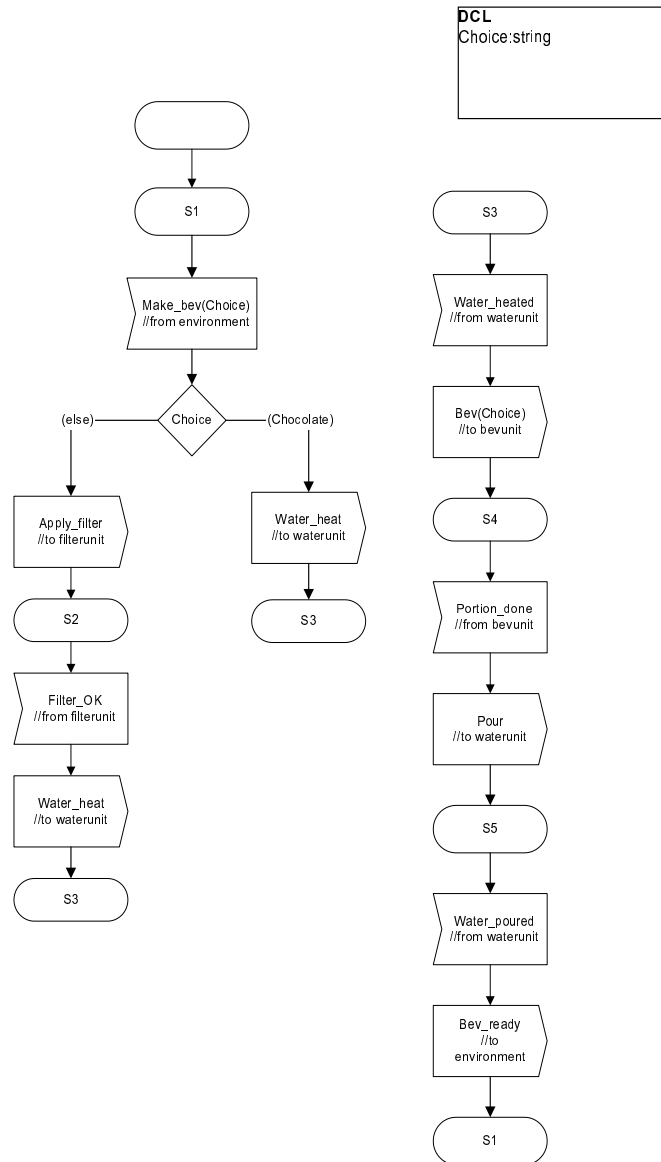 DCL
Choice:string
S1
Make_bev(Choice)
//from environment
Choice
(else)
(Chocolate)
Apply_filter
//to filterunit
Water_heat
//to waterunit
S2
S3
Filter_OK
//from filterunit
Water_heat
//to waterunit
S3
S3
Water_heated
//from waterunit
Bev(Choice)
//to bevunit
S4
Portion_done
//from bevunit
Pour
//to waterunit
S5
Water_poured
//from waterunit
Bev_ready
//to
environment
S1